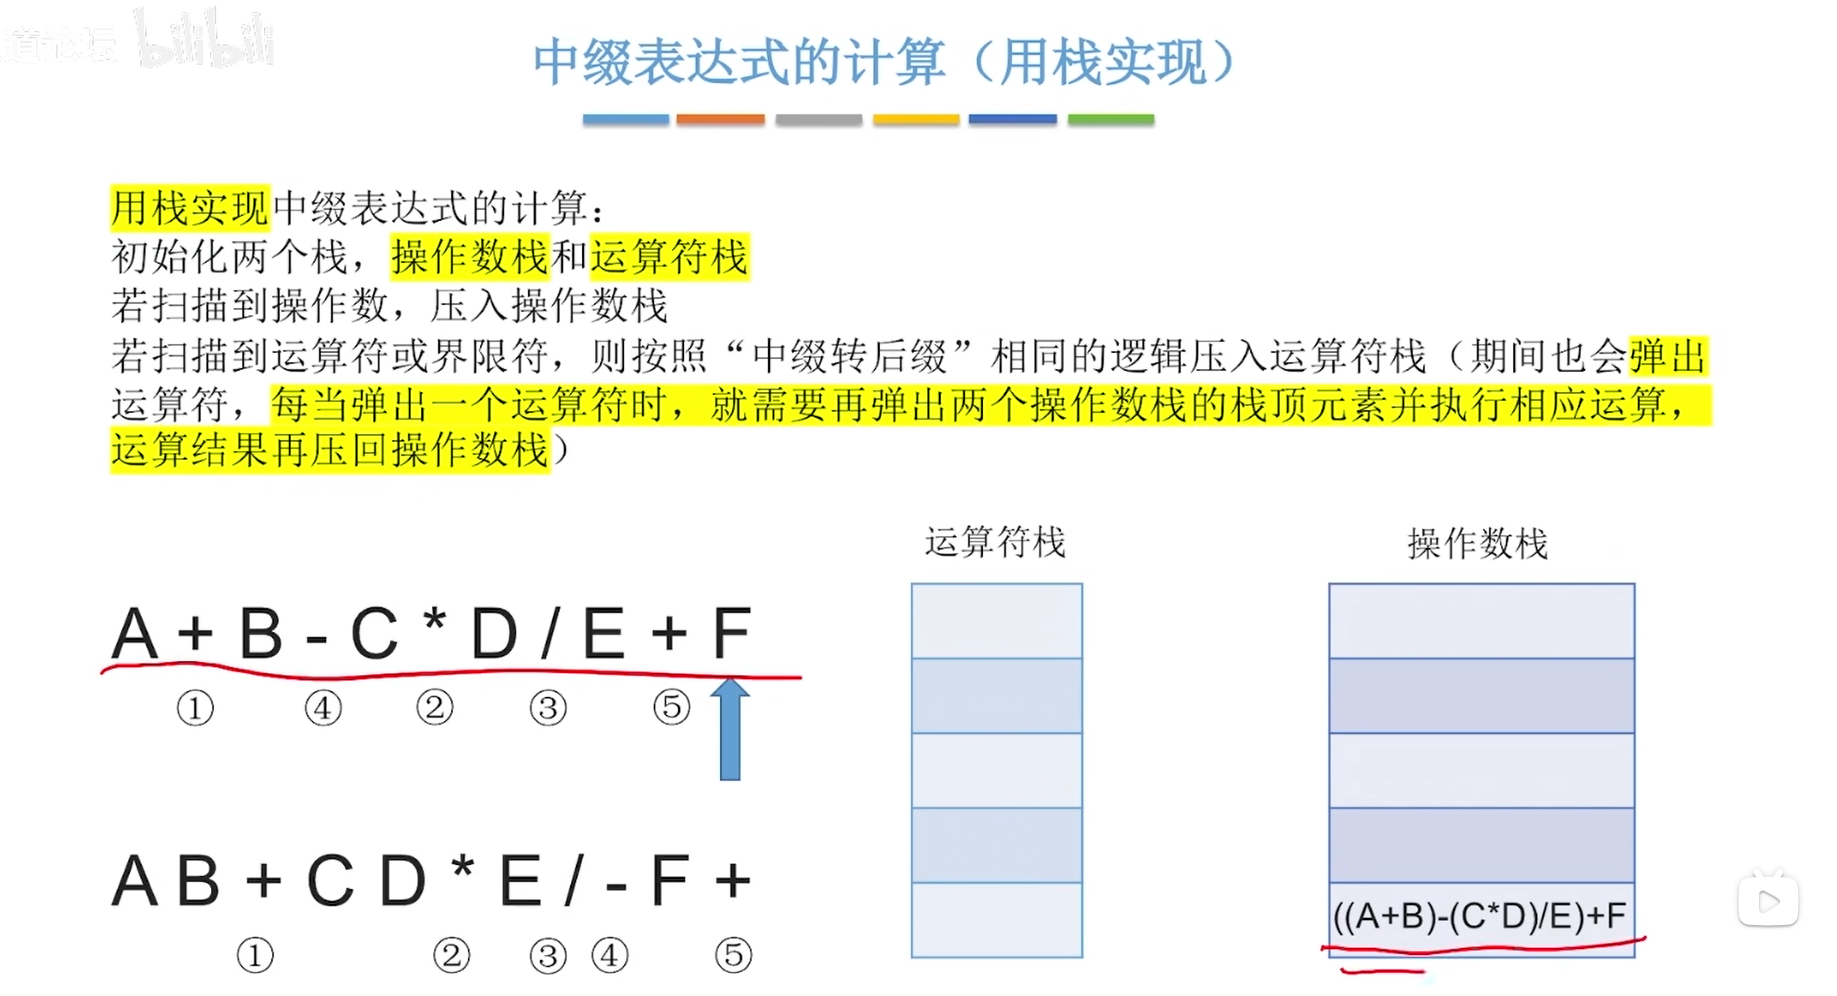 道论坛 bilibili
中缀表达式的计算（用栈实现）
用栈实现中缀表达式的计算：
初始化两个栈，操作数栈和运算符栈
若扫描到操作数，压入操作数栈
若扫描到运算符或界限符，则按照“中缀转后缀”相同的逻辑压入运算符栈（期间也会弹出
运算符，每当弹出一个运算符时，就需要再弹出两个操作数栈的栈顶元素并执行相应运算，
运算结果再压回操作数栈）
运算符栈
操作数栈
A + B - C * D / E + F
① ④ ② ③ ⑤
A B + C D * E / - F +
① ② ③ ④ ⑤
((A+B)-(C*D)/E)+F